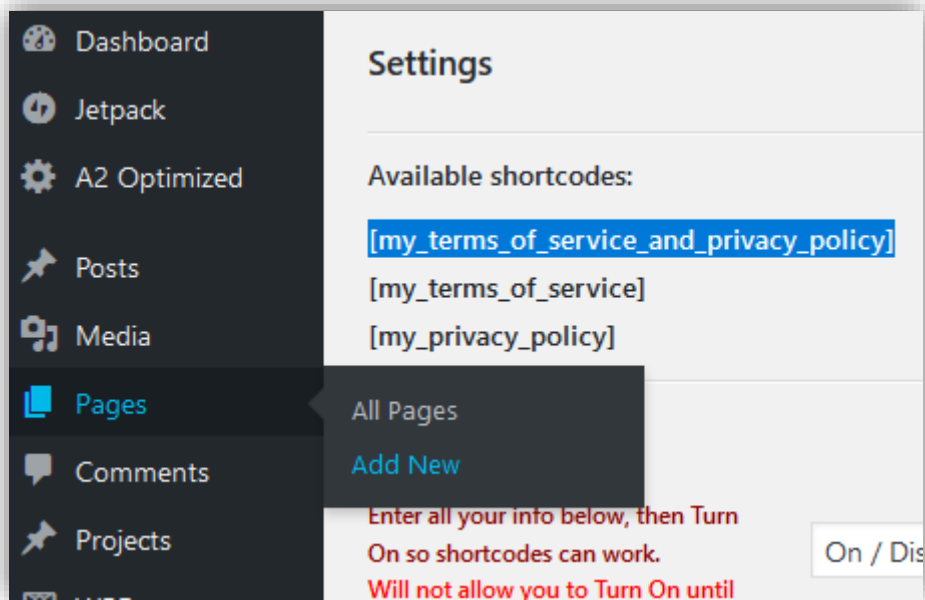 Dashboard
Jetpack
A2 Optimized
Posts
Media
Pages
Comments
Projects
Settings
Available shortcodes:
[my_terms_of_service_and_privacy_policy]
[my_terms_of_service]
[my_privacy_policy]
All Pages
Add New
Enter all your info below, then Turn
On so shortcodes can work.
Will not allow you to Turn On until
On / Dis